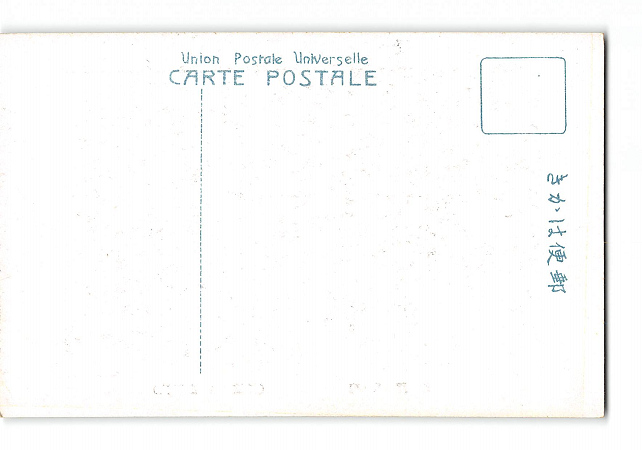 Union Postale Universelle
CARTE POSTALE
きかは便郵